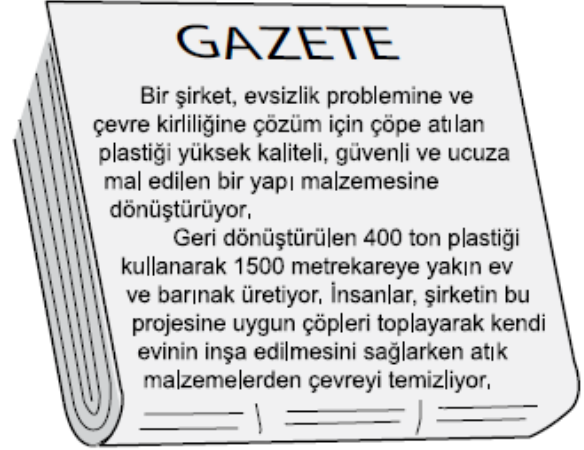 GAZETE
Bir şirket, evsizlik problemine ve
çevre kirliliğine çözüm için çöpe atılan
plastiği yüksek kaliteli, güvenli ve ucuza
mal edilen bir yapı malzemesine
dönüştürüyor.
Geri dönüştürülen 400 ton plastiği
kullanarak 1500 metrekareye yakın ev
ve barınak üretiyor. İnsanlar, şirketin bu
projesine uygun çöpleri toplayarak kendi
evinin inşa edilmesini sağlarken atık
malzemelerden çevreyi temizliyor.